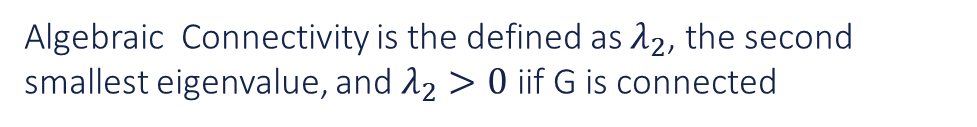 Algebraic  Connectivity is the defined as λ₂, the second
smallest eigenvalue, and λ₂ > 0 iif G is connected